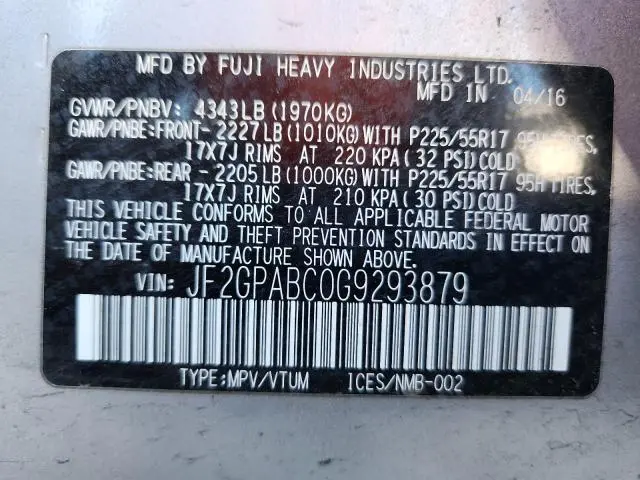 MFD BY FUJI HEAVY INDUSTRIES LTD.
MFD IN 04/16
GVWR/PNBV: 4343LB (1970KG)
GAWR/PNBE:FRONT-2227LB(1010KG)WITH P225/55R17 95H TIRES,
17X7J RIMS AT 220 KPA (32 PSI)COLD
GAWR/PNBE:REAR - 2205LB(1000KG)WITH P225/55R17 95H TIRES,
17X7J RIMS AT 210 KPA(30 PSI)COLD
THIS VEHICLE CONFORMS TO ALL APPLICABLE FEDERAL MOTOR
VEHICLE SAFETY AND THEFT PREVENTION STANDARDS IN EFFECT ON
THE DATE OF MANUFACTURE SHOWN ABOVE.
VIN: JF2GPABC0G9293879
TYPE:MPV/VTUM ICES/NMB-002